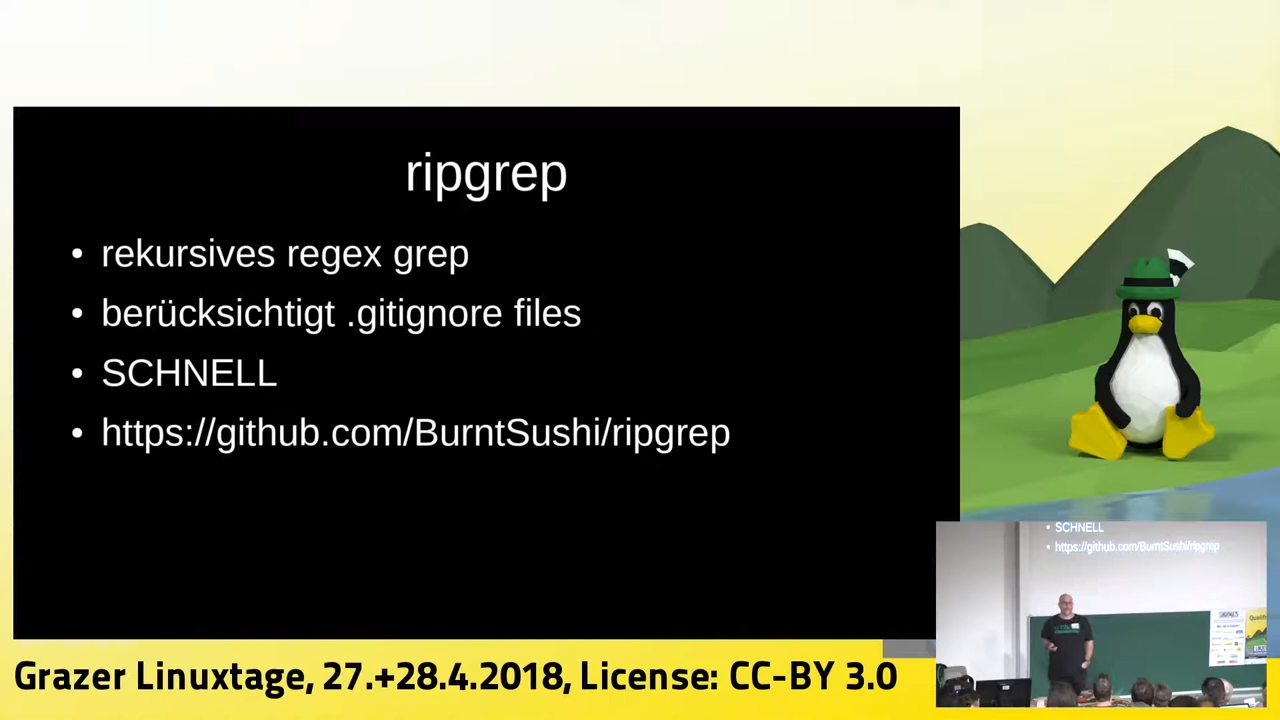 ripgrep
• rekursives regex grep
• berücksichtigt .gitignore files
• SCHNELL
• https://github.com/BurntSushi/ripgrep
• SCHNELL
• https://github.com/BurntSushi/ripgrep
Grazer Linuxtage, 27.+28.4.2018, License: CC-BY 3.0